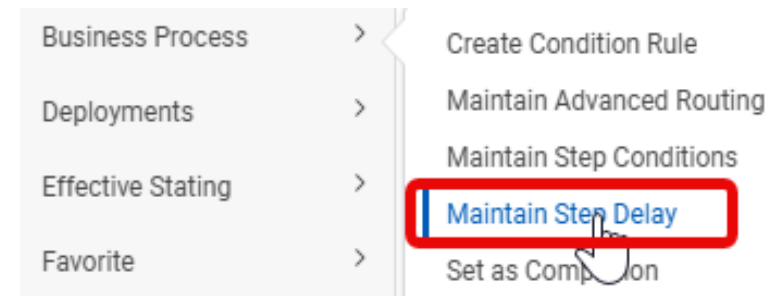 Business Process
Deployments
Effective Stating
Favorite
Create Condition Rule
Maintain Advanced Routing
Maintain Step Conditions
Maintain Step Delay
Set as